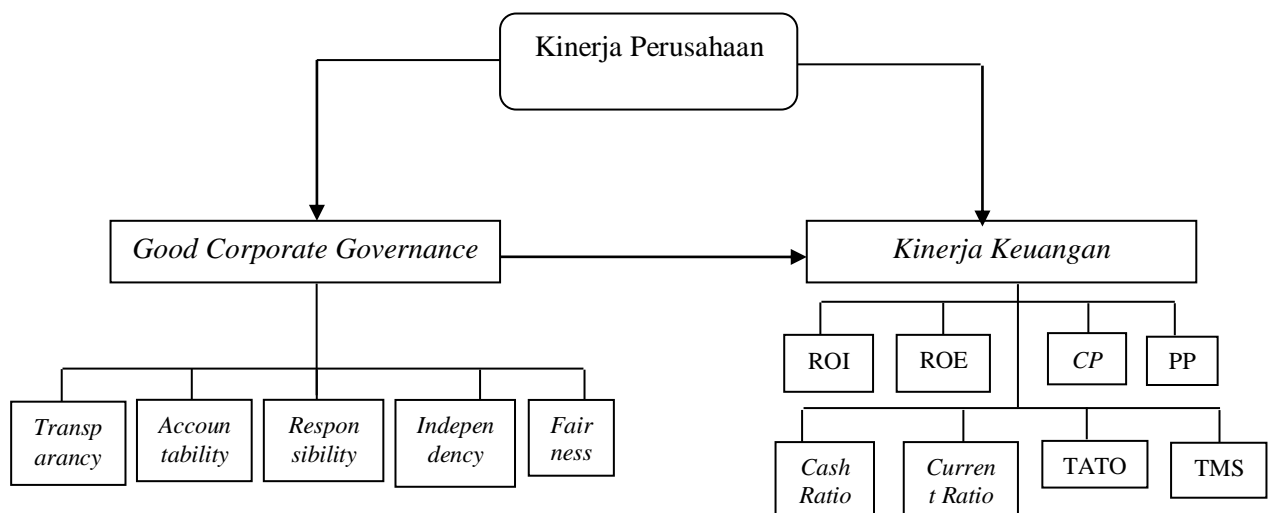 Kinerja Perusahaan
Good Corporate Governance
Kinerja Keuangan
ROI
ROE
CP
PP
Transp
arancy
Accoun
tability
Respon
sibility
Indepen
dency
Fair
ness
Cash
Ratio
Curren
t Ratio
TATO
TMS